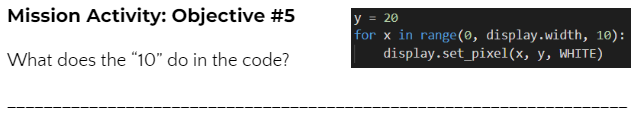 Mission Activity: Objective #5
y = 20
for x in range(0, display.width, 10):
display.set_pixel(x, y, WHITE)
What does the “10” do in the code?